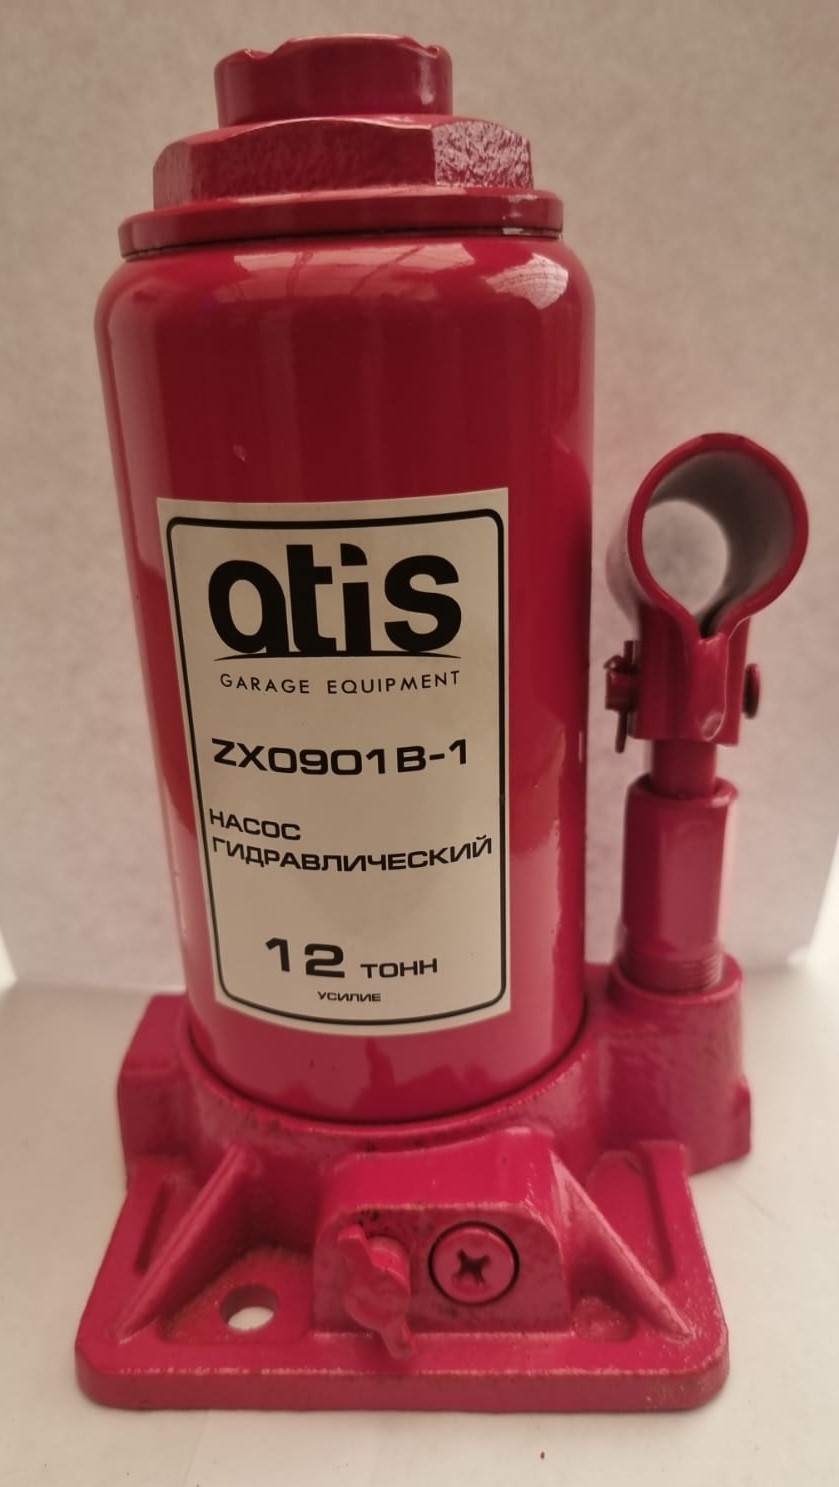 atis
GARAGE EQUIPMENT
ZX0901B-1
НАСОС
ГИДРАВЛИЧЕСКИЙ
12 ТОНН
УСИЛИЕ